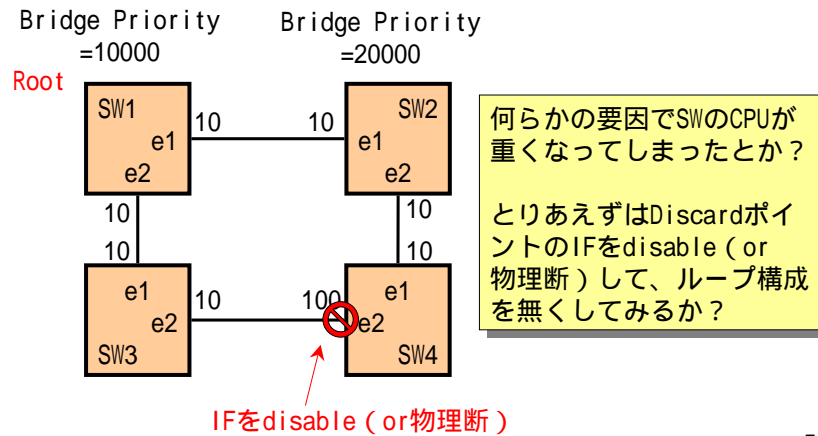 Bridge Priority
=10000
Bridge Priority
=20000
Root
SW1
e1
e2
10
10
SW2
e1
e2
10
10
10
10
e1
e2
SW3
10
100
e1
e2
SW4
IFをdisable（or物理断）
何らかの要因でSWのCPUが
重くなってしまったとか？
とりあえずはDiscardポイ
ントのIFをdisable（or
物理断）して、ループ構成
を無くしてみるか？